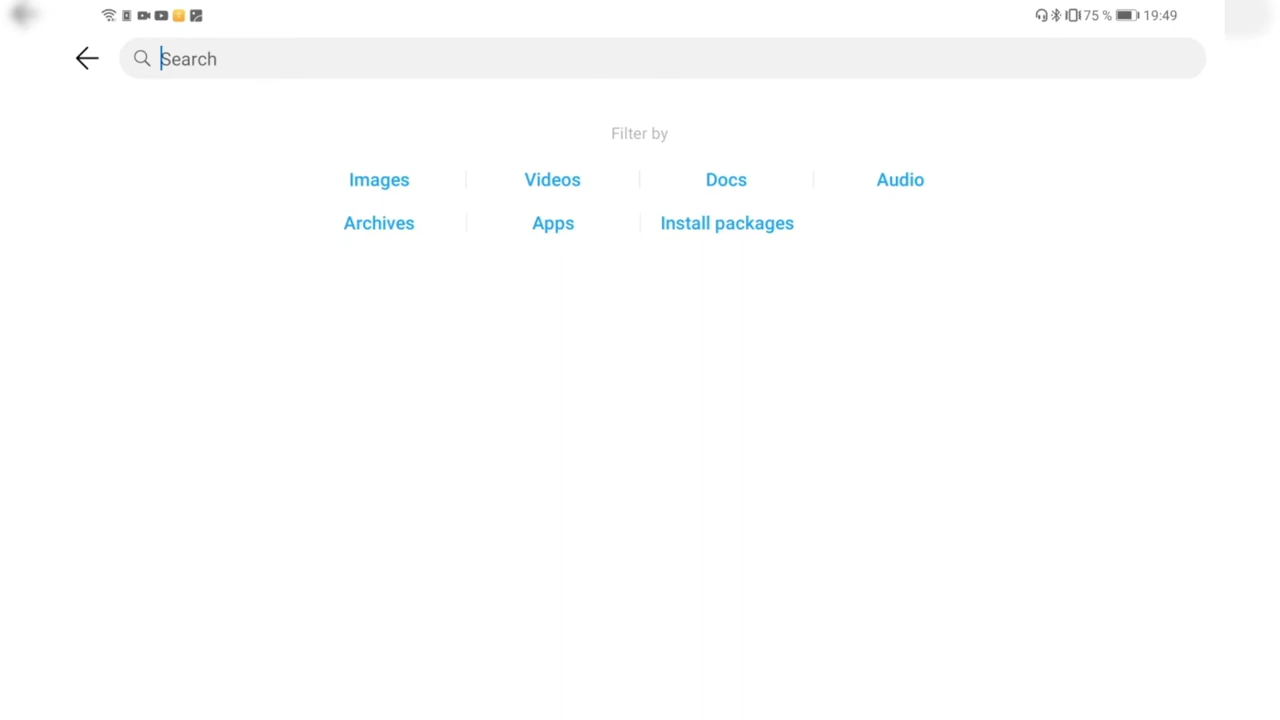 75 % 19:49
Search
Filter by
Images Videos Docs Audio
Archives Apps Install packages